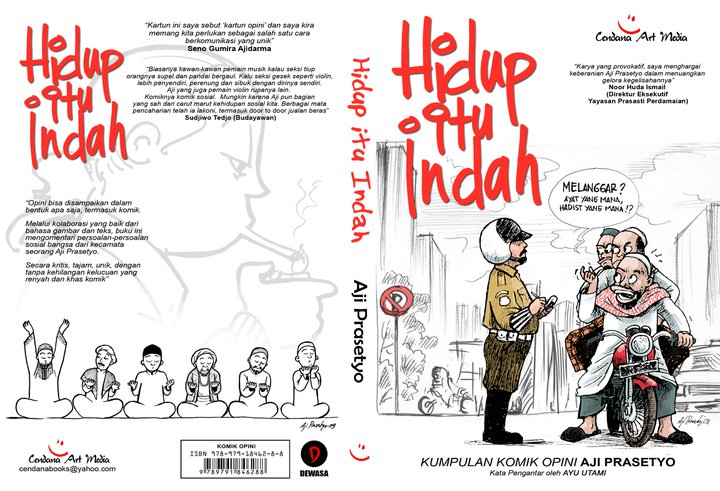 "Kartun ini saya sebut 'kartun opini' dan saya kira
memang kita perlukan sebagai salah satu cara
berkomunikasi yang unik"
Seno Gumira Ajidarma
Hidup
itu
Indah
"Biasanya kawan-kawan pemain musik kalau seksi tiup
orangnya supel dan pandai bergaul. Kalu seksi gesek seperti violin,
lebih penyendiri, perenung dan sibuk dengan dirinya sendiri.
Aji yang juga pemain violin rupanya lain.
Komiknya komik sosial. Mungkin karena Aji pun bagian
yang sah dari carut marut kehidupan sosial kita. Berbagai mata
pencaharian telah ia lakoni, termasuk door to door jualan beras"
Sudjiwo Tedjo (Budayawan)
"Opini bisa disampaikan dalam
bentuk apa saja, termasuk komik.
Melalui kolaborasi yang baik dari
bahasa gambar dan teks, buku ini
mengomentari persoalan-persoalan
sosial bangsa dari kecamata
seorang Aji Prasetyo.
Secara kritis, tajam, unik, dengan
tanpa kehilangan kelucuan yang
renyah dan khas komik"
Aji Prasetyo 09
Cendana Art Media
cendanabooks@yahoo.com
KOMIK OPINI
ISBN 978-979-18462-8-8
9 789791 846288
D
DEWASA
Hidup itu Indah
Aji Prasetyo
:)
Cendana Art Media
Hidup
itu
Indah
"Karya yang provokatif, saya menghargai
keberanian Aji Prasetyo dalam menuangkan
gelora kegelisahannya"
Noor Huda Ismail
(Direktur Eksekutif
Yayasan Prasasti Perdamaian)
MELANGGAR?
AYAT YANG MANA,
HADIST YANG MANA!?
Aji Prasetyo 09
KUMPULAN KOMIK OPINI AJI PRASETYO
Kata Pengantar oleh AYU UTAMI